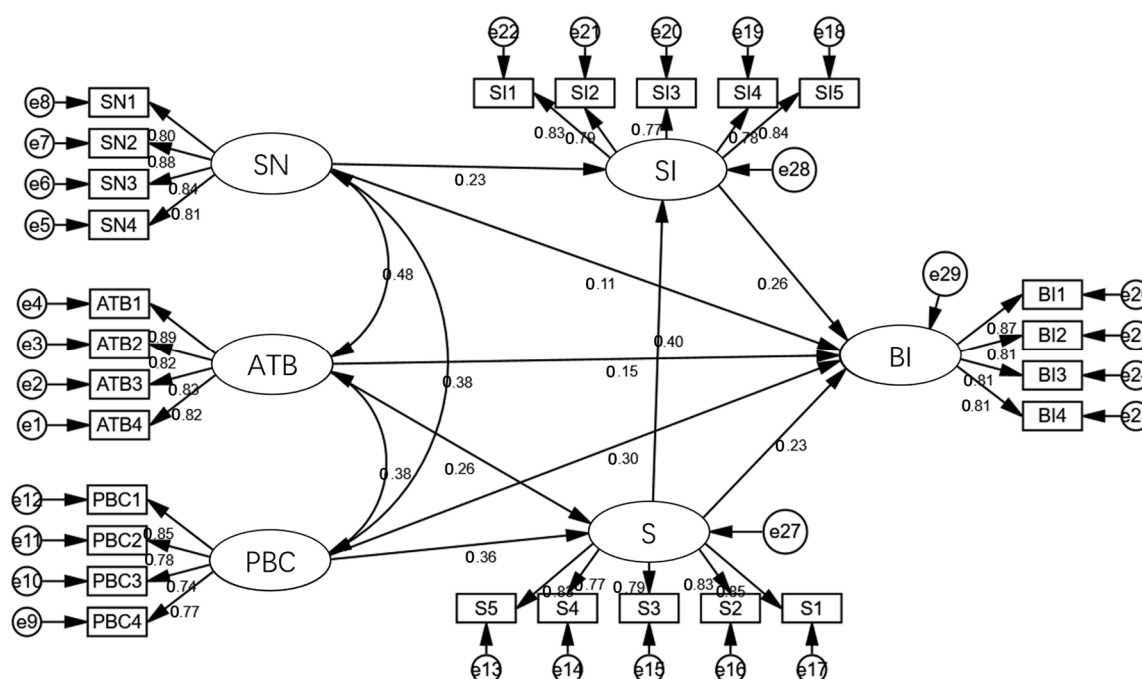 e22 e21 e20 e19 e18
SI1 SI2 SI3 SI4 SI5
0.83 0.79 0.77 0.78 0.84
SI e28
e8 SN1
e7 SN2 0.80
e6 SN3 0.88
e5 SN4 0.84
0.81
SN
0.23
0.48
0.11
0.26
e29
e4 ATB1
e3 ATB2 0.89
e2 ATB3 0.82
e1 ATB4 0.83
0.82
ATB
0.40
0.15
0.38
BI
BI1
0.87 BI2
0.81 BI3
0.81 BI4
0.81
0.38
0.26
0.30
0.23
e12 PBC1
e11 PBC2 0.85
e10 PBC3 0.78
e9 PBC4 0.74
0.77
PBC
0.36
S e27
0.77 0.79 0.83 0.85
S5 S4 S3 S2 S1
e13 e14 e15 e16 e17